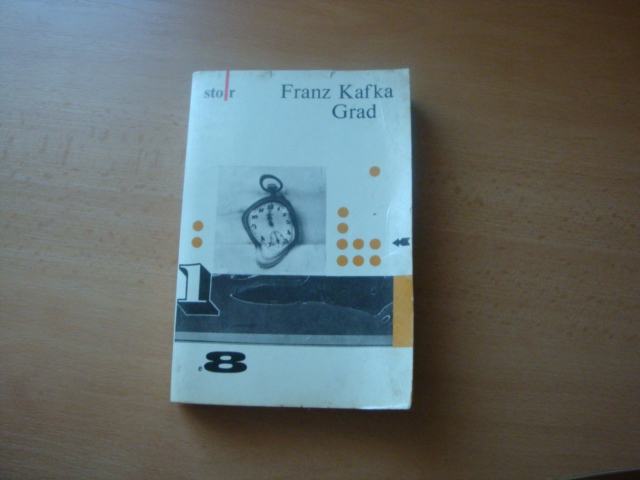 sto r
Franz Kafka
Grad
1
e 8